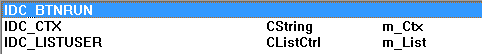 IDC_BTNRUN
IDC_CTX CString m_Ctx
IDC_LISTUSER CListCtrl m_List